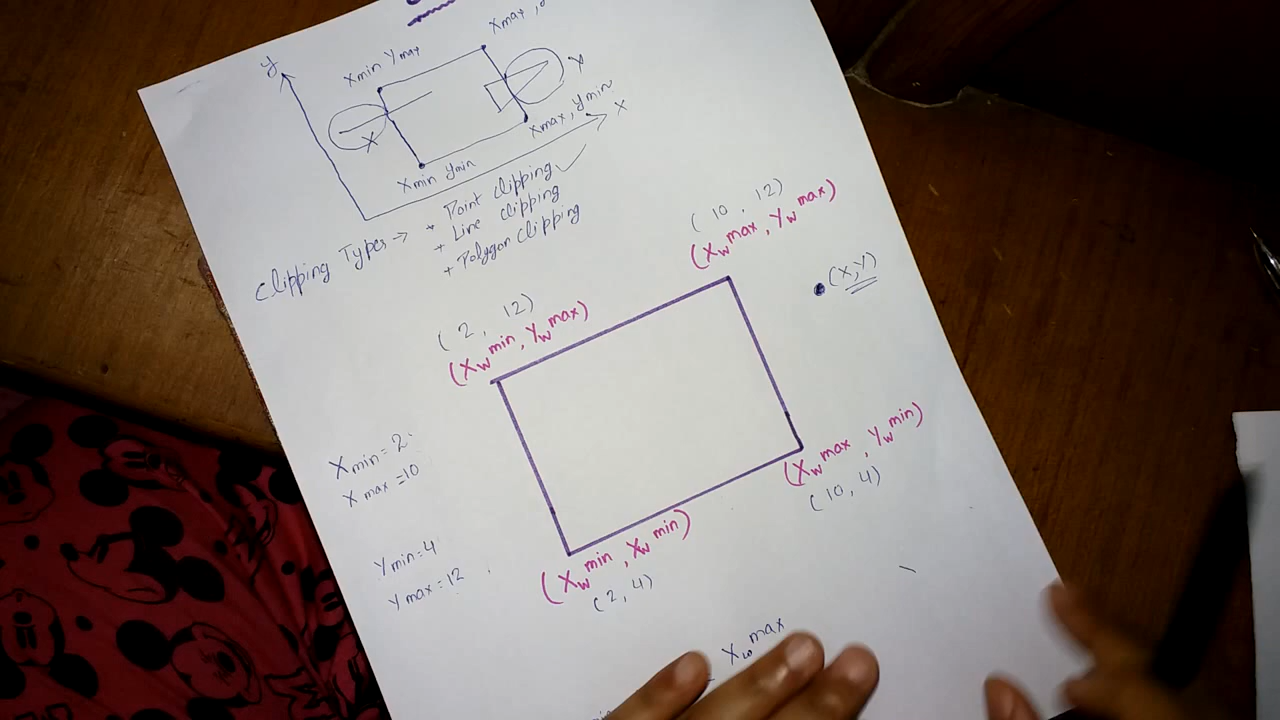 Xmin Ymax
Xmax,
y
X
Y
Xmin Ymin
Xmax, Ymin
X
Clipping Types → + Point clipping ✓
+ Line clipping
+ Polygon clipping
(10, 12)
(Xw^max, Yw^max)
(X,Y)
(2, 12)
(Xw^min, Yw^max)
Xmin = 2
Xmax = 10
(Xw^max, Yw^min)
(10, 4)
Ymin = 4
Ymax = 12
(Xw^min, Xw^min)
(2, 4)
Xw^max